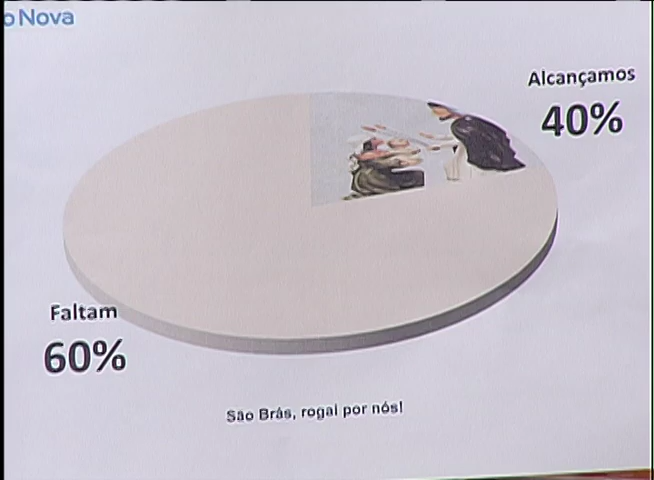 o Nova
Alcançamos
40%
Faltam
60%
São Brás, rogai por nós!